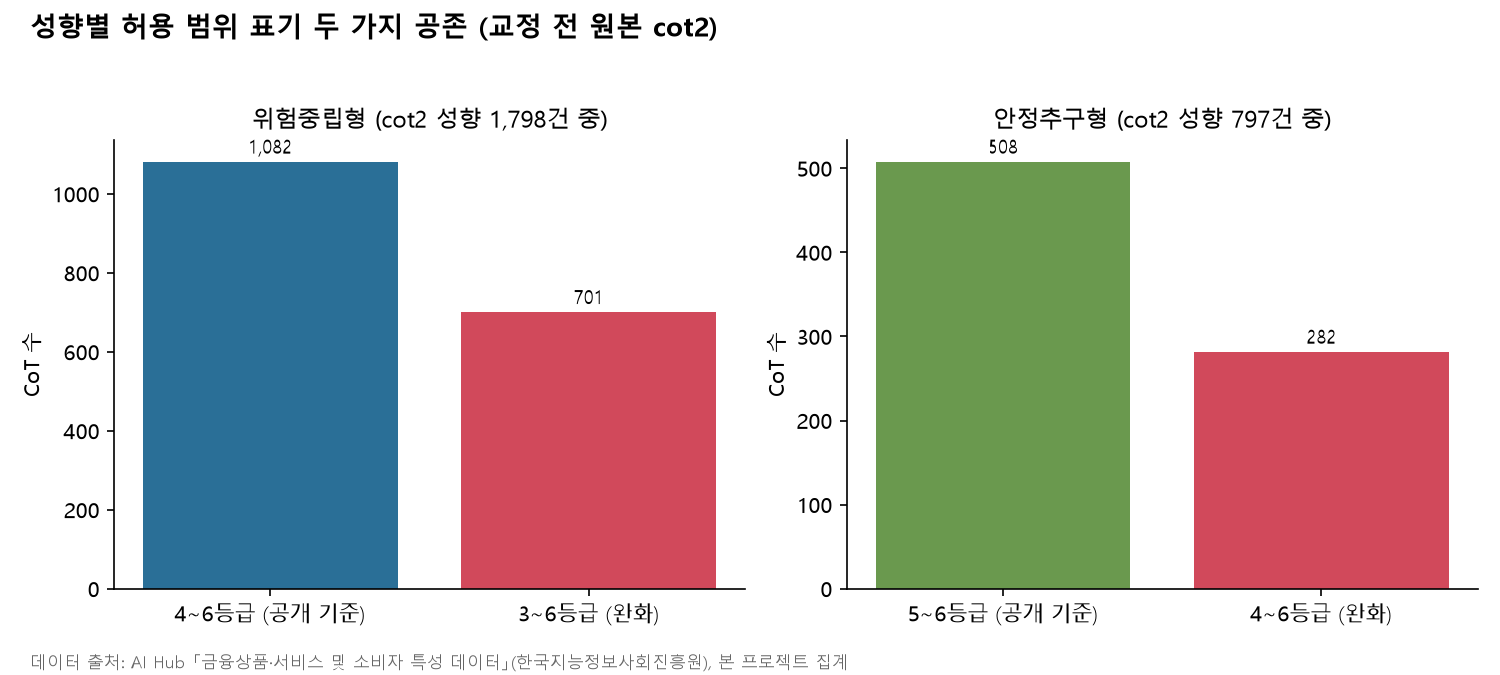 성향별 허용 범위 표기 두 가지 공존 (교정 전 원본 cot2)
위험중립형 (cot2 성향 1,798건 중)
1,082
701
CoT 수
1000
800
600
400
200
0
4~6등급 (공개 기준)
3~6등급 (완화)
안정추구형 (cot2 성향 797건 중)
508
282
CoT 수
500
400
300
200
100
0
5~6등급 (공개 기준)
4~6등급 (완화)
데이터 출처: AI Hub 「금융상품·서비스 및 소비자 특성 데이터」(한국지능정보사회진흥원), 본 프로젝트 집계